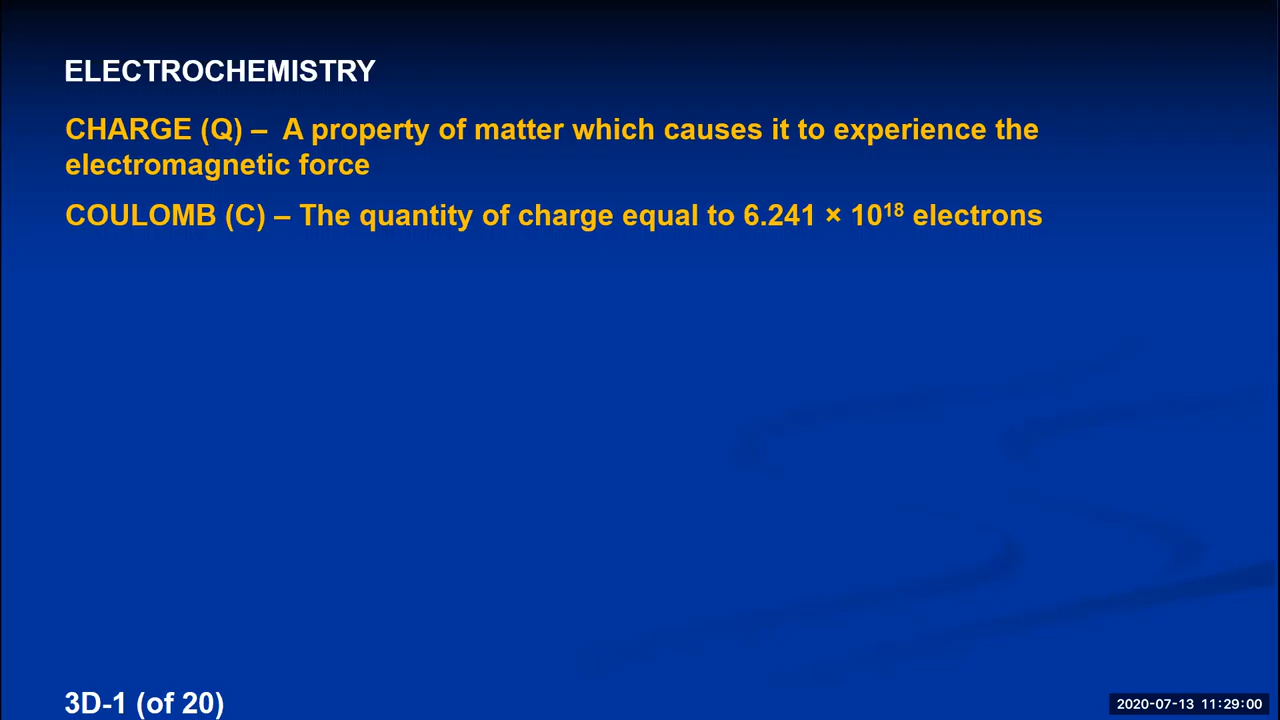 ELECTROCHEMISTRY
CHARGE (Q) – A property of matter which causes it to experience the
electromagnetic force
COULOMB (C) – The quantity of charge equal to 6.241 × 10¹⁸ electrons
3D-1 (of 20)
2020-07-13 11:29:00